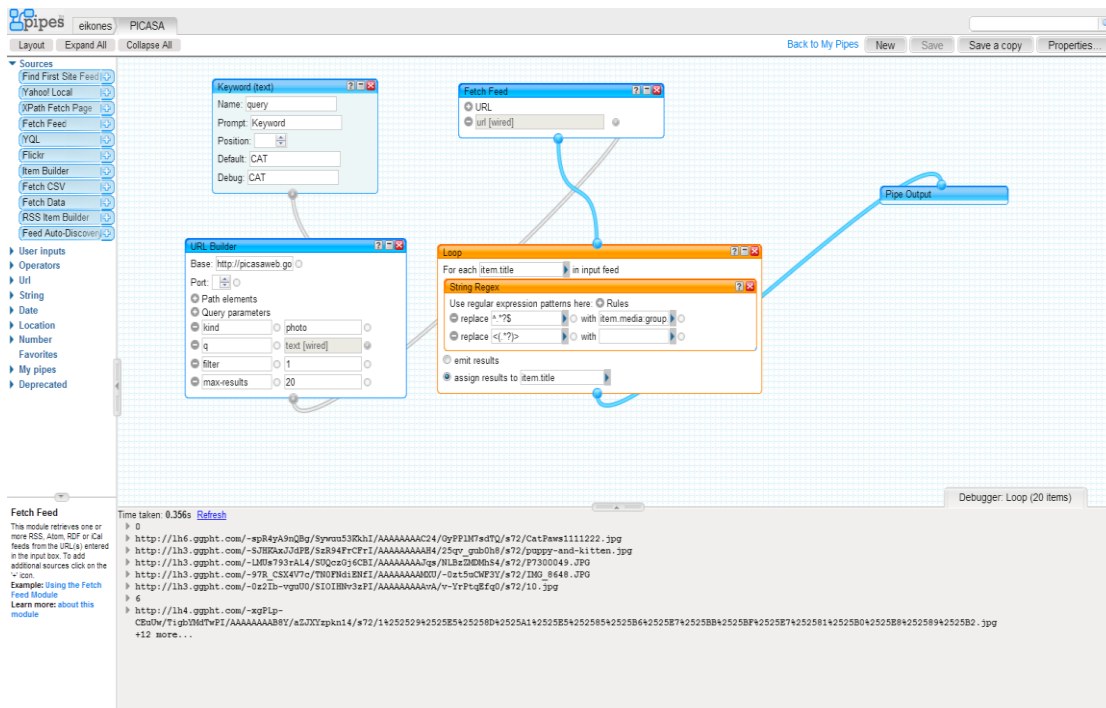 pipes eikones PICASA
Layout Expand All Collapse All Back to My Pipes New Save Save a copy Properties...
Sources
Find First Site Feed
Yahoo! Local
XPath Fetch Page
Fetch Feed
YQL
Flickr
Item Builder
Fetch CSV
Fetch Data
RSS Item Builder
Feed Auto-Discovery
User inputs
Operators
Url
String
Date
Location
Number
Favorites
My pipes
Deprecated
Keyword (text)
Name: query
Prompt: Keyword
Position:
Default: CAT
Debug: CAT
Fetch Feed
URL
url [wired]
Pipe Output
URL Builder
Base: http://picasaweb.go
Port:
Path elements
Query parameters
kind photo
q text [wired]
filter 1
max-results 20
Loop
For each item.title in input feed
String Regex
Use regular expression patterns here: Rules
replace ^.*?$ with item.media:group.
replace <(.*?)> with
emit results
assign results to item.title
Debugger: Loop (20 items)
Fetch Feed
This module retrieves one or
more RSS, Atom, RDF or iCal
feeds from the URL(s) entered
in the input box. To add
additional sources click on the
'+' icon.
Example: Using the Fetch
Feed Module
Learn more: about this
module
Time taken: 0.356s Refresh
0
http://lh6.ggpht.com/-spR4yA9nQBg/Sywuu53KkhI/AAAAAAAAC24/OyPPlM7sdTQ/s72/CatPaws1111222.jpg
http://lh3.ggpht.com/-SJHKAxJJdPE/SzR94FrCFrI/AAAAAAAAAH4/25qv_gub0h8/s72/puppy-and-kitten.jpg
http://lh3.ggpht.com/-LMUs793rAL4/SUQczGj6CBI/AAAAAAAAJqs/NLBzZMDMhS4/s72/P7300049.JPG
http://lh3.ggpht.com/-97R_CSX4V7c/TN0FNdiENfI/AAAAAAAAMXU/-0zt5uCWF3Y/s72/IMG_8648.JPG
http://lh3.ggpht.com/-0z2Ib-vguU0/SIOIHNv3zPI/AAAAAAAAAvA/v-YrPtqEfq0/s72/10.jpg
6
http://lh4.ggpht.com/-xgPLp-
CEuUw/TigbYMdTwPI/AAAAAAAAB8Y/aZJXYzpkn14/s72/1%252529%2525E5%25258D%2525A1%2525E5%252585%2525B6%2525E7%2525BB%2525BF%2525E7%252581%2525B0%2525E8%252589%2525B2.jpg
+12 more...